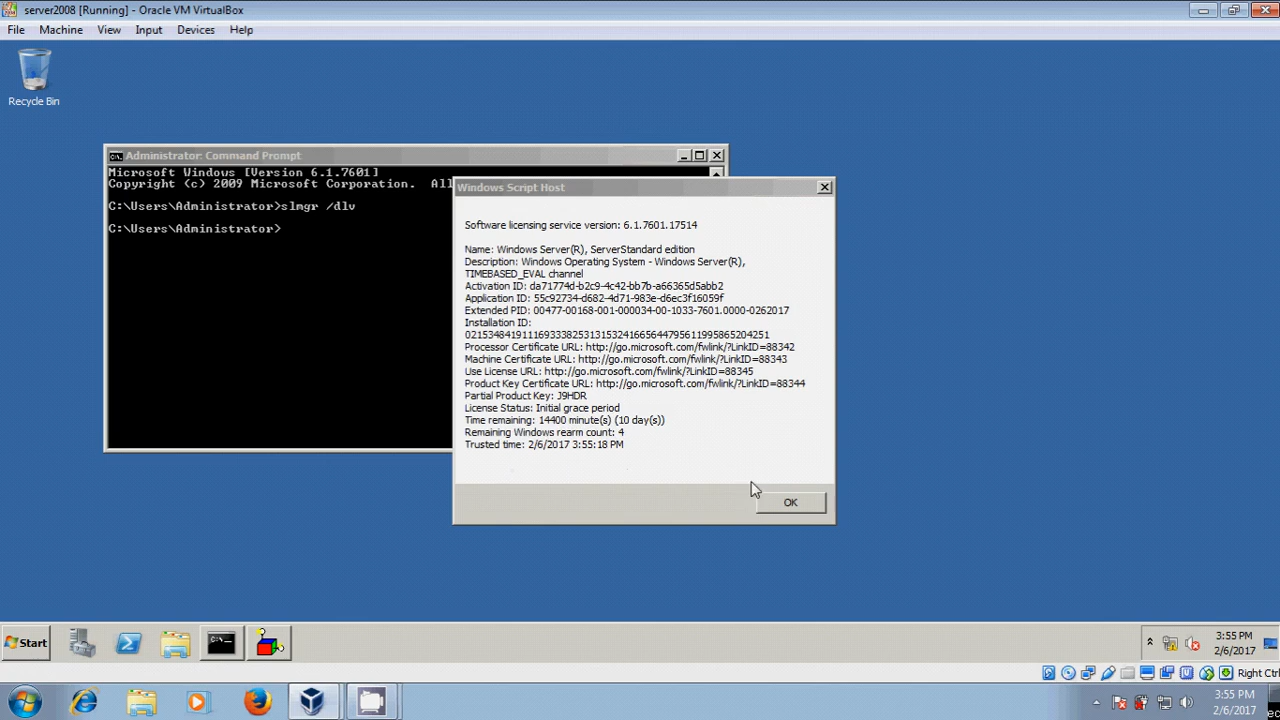 server2008 [Running] - Oracle VM VirtualBox
File Machine View Input Devices Help
Recycle Bin
Administrator: Command Prompt
Microsoft Windows [Version 6.1.7601]
Copyright (c) 2009 Microsoft Corporation. All
C:\Users\Administrator>slmgr /dlv
C:\Users\Administrator>
Windows Script Host
Software licensing service version: 6.1.7601.17514
Name: Windows Server(R), ServerStandard edition
Description: Windows Operating System - Windows Server(R),
TIMEBASED_EVAL channel
Activation ID: da71774d-b2c9-4c42-bb7b-a66365d5abb2
Application ID: 55c92734-d682-4d71-983e-d6ec3f16059f
Extended PID: 00477-00168-001-000034-00-1033-7601.0000-0262017
Installation ID:
021534841911169333825313153241665644795611995865204251
Processor Certificate URL: http://go.microsoft.com/fwlink/?LinkID=88342
Machine Certificate URL: http://go.microsoft.com/fwlink/?LinkID=88343
Use License URL: http://go.microsoft.com/fwlink/?LinkID=88345
Product Key Certificate URL: http://go.microsoft.com/fwlink/?LinkID=88344
Partial Product Key: J9HDR
License Status: Initial grace period
Time remaining: 14400 minute(s) (10 day(s))
Remaining Windows rearm count: 4
Trusted time: 2/6/2017 3:55:18 PM
OK
Start
3:55 PM
2/6/2017
Right Ctrl
3:55 PM
2/6/2017